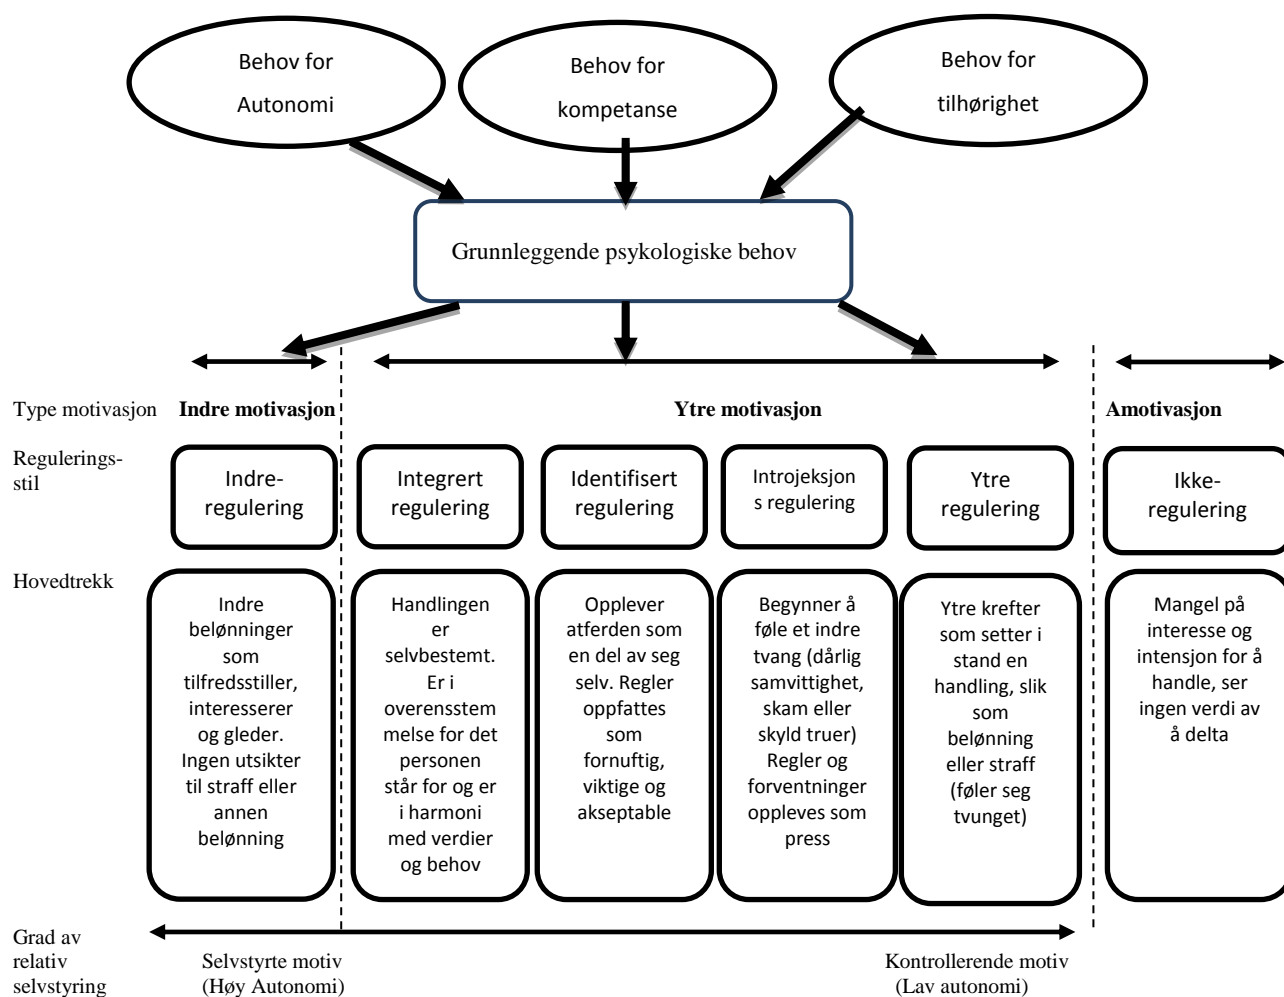 Behov for
Autonomi
Behov for
kompetanse
Behov for
tilhørighet
Grunnleggende psykologiske behov
Type motivasjon
Indre motivasjon
Ytre motivasjon
Amotivasjon
Regulerings-
stil
Indre-
regulering
Integrert
regulering
Identifisert
regulering
Introjeksjon
s regulering
Ytre
regulering
Ikke-
regulering
Hovedtrekk
Indre
belønninger
som
tilfredsstiller,
interesserer
og gleder.
Ingen utsikter
til straff eller
annen
belønning
Handlingen
er
selvbestemt.
Er i
overensstem
melse for det
personen
står for og er
i harmoni
med verdier
og behov
Opplever
atferden som
en del av seg
selv. Regler
oppfattes
som
fornuftig,
viktige og
akseptable
Begynner å
føle et indre
tvang (dårlig
samvittighet,
skam eller
skyld truer)
Regler og
forventninger
oppleves som
press
Ytre krefter
som setter i
stand en
handling, slik
som
belønning
eller straff
(føler seg
tvunget)
Mangel på
interesse og
intensjon for å
handle, ser
ingen verdi av
å delta
Grad av
relativ
selvstyring
Selvstyrte motiv
(Høy Autonomi)
Kontrollerende motiv
(Lav autonomi)